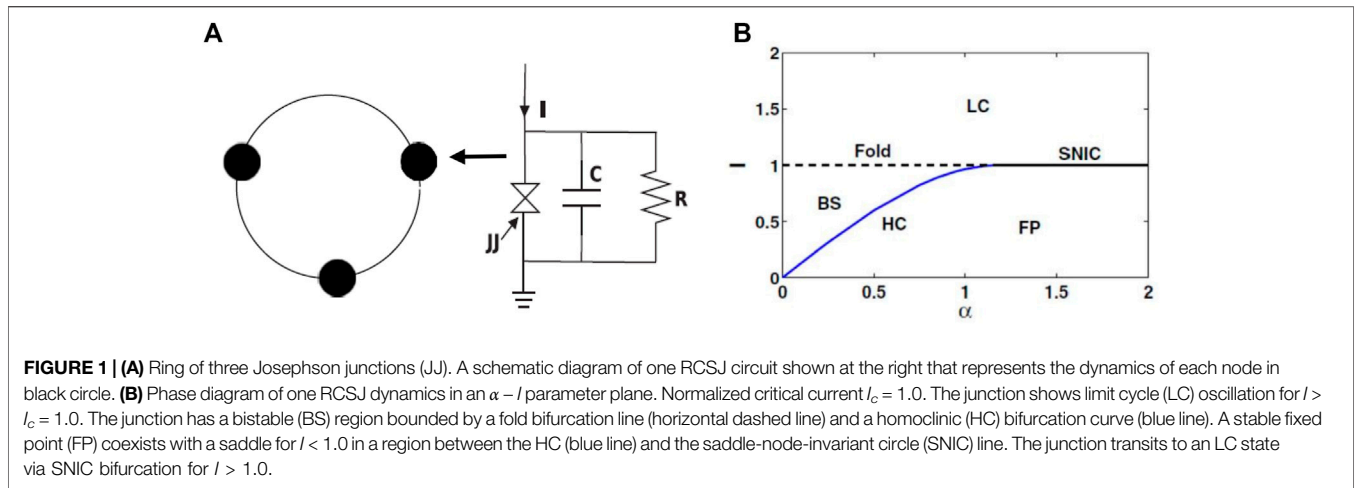 A
B
I
C
R
JJ
2
1.5
1
0.5
0
I
LC
Fold
SNIC
BS
HC
FP
0
0.5
1
1.5
2
α
FIGURE 1 | (A) Ring of three Josephson junctions (JJ). A schematic diagram of one RCSJ circuit shown at the right that represents the dynamics of each node in
black circle. (B) Phase diagram of one RCSJ dynamics in an α – I parameter plane. Normalized critical current Ic = 1.0. The junction shows limit cycle (LC) oscillation for I >
Ic = 1.0. The junction has a bistable (BS) region bounded by a fold bifurcation line (horizontal dashed line) and a homoclinic (HC) bifurcation curve (blue line). A stable fixed
point (FP) coexists with a saddle for I < 1.0 in a region between the HC (blue line) and the saddle-node-invariant circle (SNIC) line. The junction transits to an LC state
via SNIC bifurcation for I > 1.0.